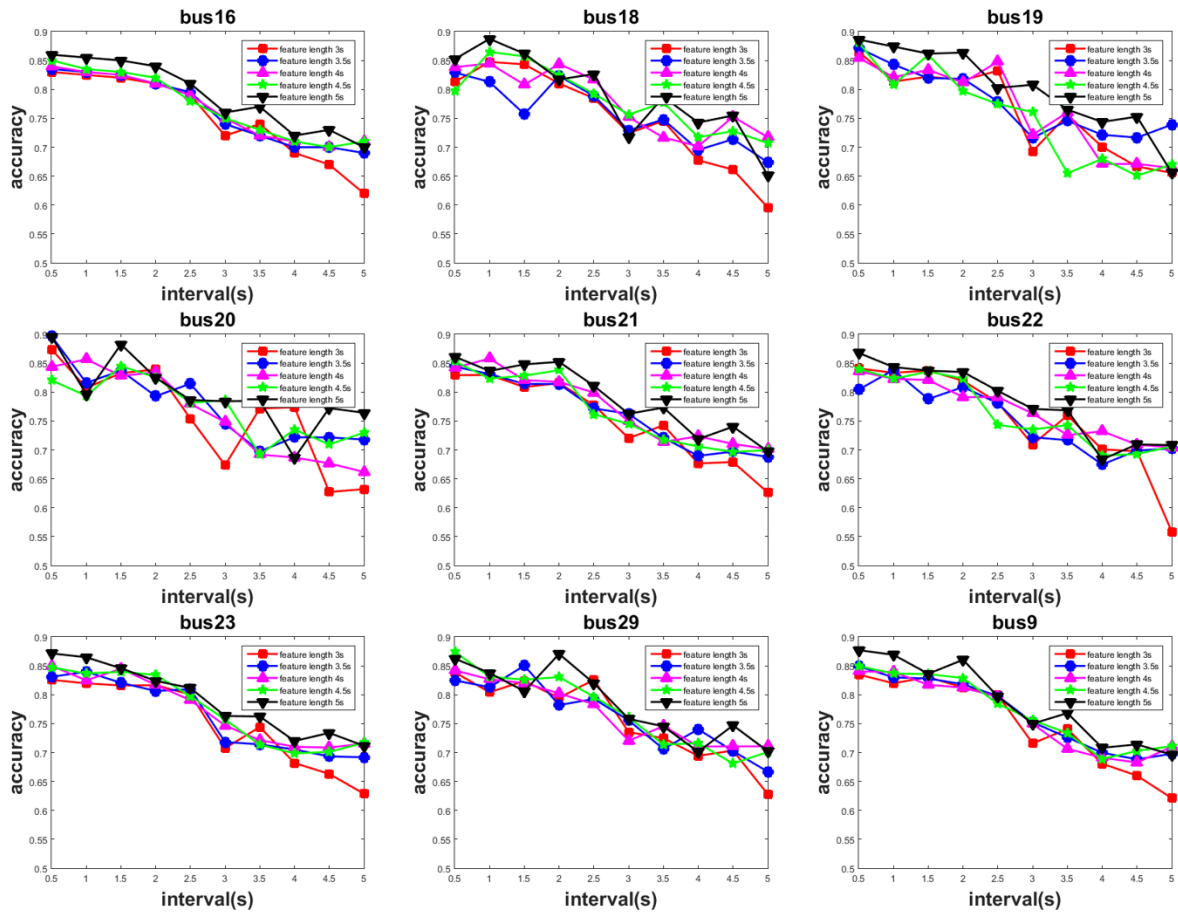 bus16
0.9
0.85
0.8
0.75
0.7
0.65
0.6
0.55
0.5
accuracy
feature length 3s
feature length 3.5s
feature length 4s
feature length 4.5s
feature length 5s
0.5 1 1.5 2 2.5 3 3.5 4 4.5 5
interval(s)
bus18
0.9
0.85
0.8
0.75
0.7
0.65
0.6
0.55
0.5
accuracy
feature length 3s
feature length 3.5s
feature length 4s
feature length 4.5s
feature length 5s
0.5 1 1.5 2 2.5 3 3.5 4 4.5 5
interval(s)
bus19
0.9
0.85
0.8
0.75
0.7
0.65
0.6
0.55
0.5
accuracy
feature length 3s
feature length 3.5s
feature length 4s
feature length 4.5s
feature length 5s
0.5 1 1.5 2 2.5 3 3.5 4 4.5 5
interval(s)
bus20
0.9
0.85
0.8
0.75
0.7
0.65
0.6
0.55
0.5
accuracy
feature length 3s
feature length 3.5s
feature length 4s
feature length 4.5s
feature length 5s
0.5 1 1.5 2 2.5 3 3.5 4 4.5 5
interval(s)
bus21
0.9
0.85
0.8
0.75
0.7
0.65
0.6
0.55
0.5
accuracy
feature length 3s
feature length 3.5s
feature length 4s
feature length 4.5s
feature length 5s
0.5 1 1.5 2 2.5 3 3.5 4 4.5 5
interval(s)
bus22
0.9
0.85
0.8
0.75
0.7
0.65
0.6
0.55
0.5
accuracy
feature length 3s
feature length 3.5s
feature length 4s
feature length 4.5s
feature length 5s
0.5 1 1.5 2 2.5 3 3.5 4 4.5 5
interval(s)
bus23
0.9
0.85
0.8
0.75
0.7
0.65
0.6
0.55
0.5
accuracy
feature length 3s
feature length 3.5s
feature length 4s
feature length 4.5s
feature length 5s
0.5 1 1.5 2 2.5 3 3.5 4 4.5 5
interval(s)
bus29
0.9
0.85
0.8
0.75
0.7
0.65
0.6
0.55
0.5
accuracy
feature length 3s
feature length 3.5s
feature length 4s
feature length 4.5s
feature length 5s
0.5 1 1.5 2 2.5 3 3.5 4 4.5 5
interval(s)
bus9
0.9
0.85
0.8
0.75
0.7
0.65
0.6
0.55
0.5
accuracy
feature length 3s
feature length 3.5s
feature length 4s
feature length 4.5s
feature length 5s
0.5 1 1.5 2 2.5 3 3.5 4 4.5 5
interval(s)